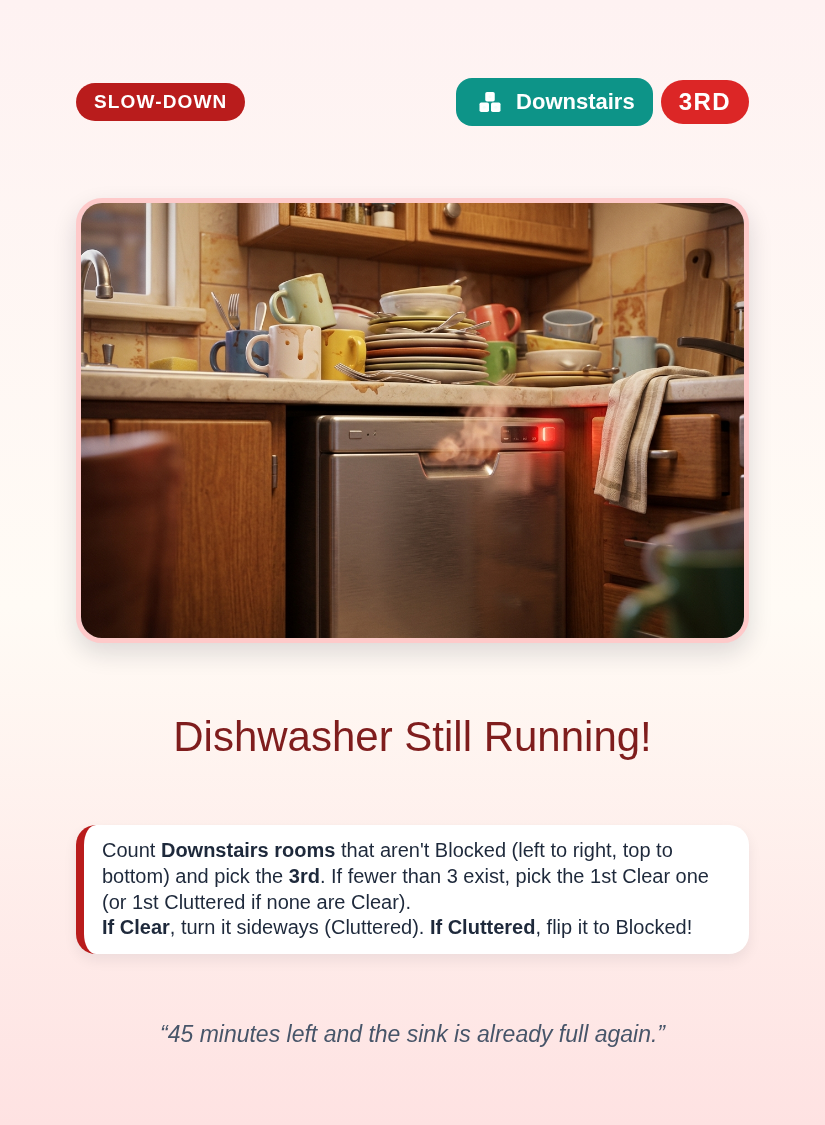 SLOW-DOWN
Downstairs 3RD
Dishwasher Still Running!
Count Downstairs rooms that aren't Blocked (left to right, top to
bottom) and pick the 3rd. If fewer than 3 exist, pick the 1st Clear one
(or 1st Cluttered if none are Clear).
If Clear, turn it sideways (Cluttered). If Cluttered, flip it to Blocked!
“45 minutes left and the sink is already full again.”